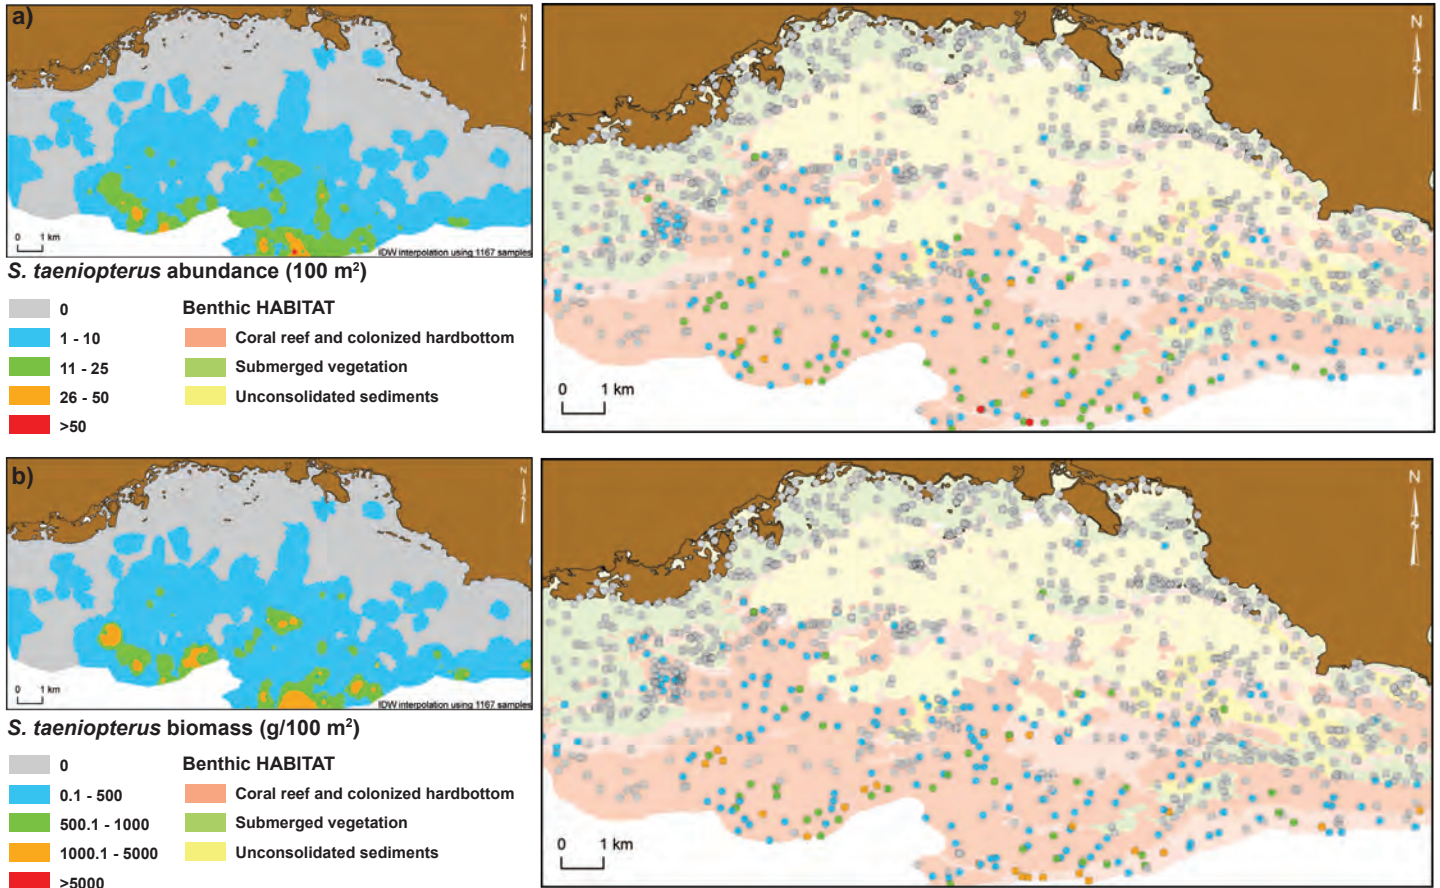 a)
N
0 1 km
IDW interpolation using 1167 samples
N
0 1 km
S. taeniopterus abundance (100 m²)
0
1 - 10
11 - 25
26 - 50
>50
Benthic HABITAT
Coral reef and colonized hardbottom
Submerged vegetation
Unconsolidated sediments
b)
N
0 1 km
IDW interpolation using 1167 samples
N
0 1 km
S. taeniopterus biomass (g/100 m²)
0
0.1 - 500
500.1 - 1000
1000.1 - 5000
>5000
Benthic HABITAT
Coral reef and colonized hardbottom
Submerged vegetation
Unconsolidated sediments